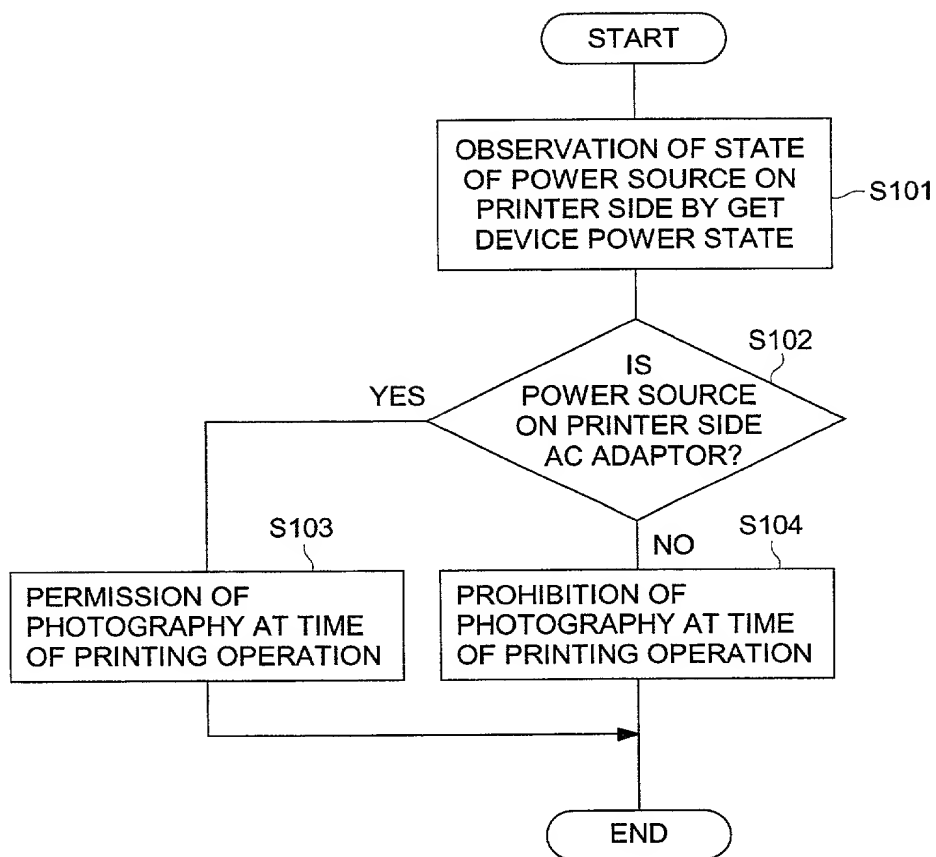 START
OBSERVATION OF STATE
OF POWER SOURCE ON
PRINTER SIDE BY GET
DEVICE POWER STATE
S101
S102
IS
POWER SOURCE
ON PRINTER SIDE
AC ADAPTOR?
YES
NO
S103
PERMISSION OF
PHOTOGRAPHY AT TIME
OF PRINTING OPERATION
S104
PROHIBITION OF
PHOTOGRAPHY AT TIME
OF PRINTING OPERATION
END